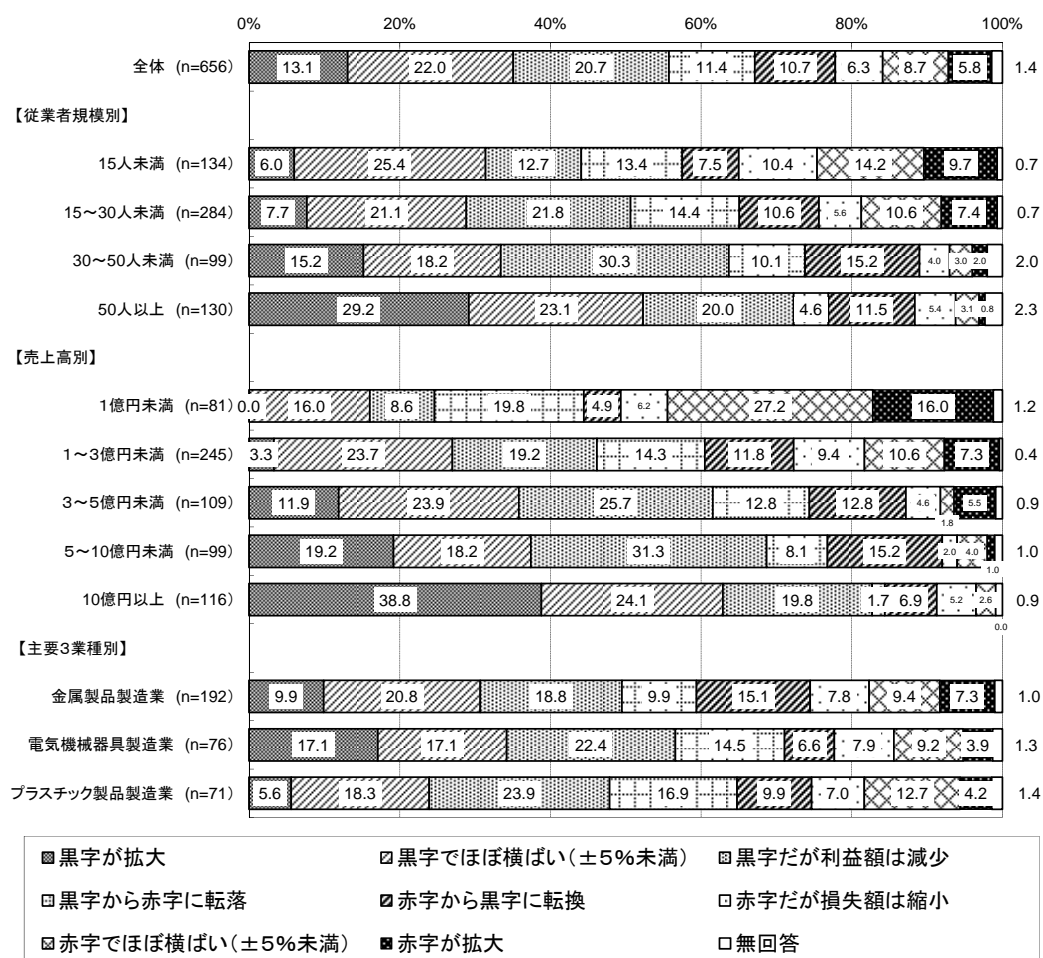 0% 20% 40% 60% 80% 100%
全体 (n=656) 13.1 22.0 20.7 11.4 10.7 6.3 8.7 5.8 1.4
【従業者規模別】
15人未満 (n=134) 6.0 25.4 12.7 13.4 7.5 10.4 14.2 9.7 0.7
15～30人未満 (n=284) 7.7 21.1 21.8 14.4 10.6 5.6 10.6 7.4 0.7
30～50人未満 (n=99) 15.2 18.2 30.3 10.1 15.2 4.0 3.0 2.0 2.0
50人以上 (n=130) 29.2 23.1 20.0 4.6 11.5 5.4 3.1 0.8 2.3
【売上高別】
1億円未満 (n=81) 0.0 16.0 8.6 19.8 4.9 6.2 27.2 16.0 1.2
1～3億円未満 (n=245) 3.3 23.7 19.2 14.3 11.8 9.4 10.6 7.3 0.4
3～5億円未満 (n=109) 11.9 23.9 25.7 12.8 12.8 4.6 1.8 5.5 0.9
5～10億円未満 (n=99) 19.2 18.2 31.3 8.1 15.2 2.0 4.0 1.0 1.0
10億円以上 (n=116) 38.8 24.1 19.8 1.7 6.9 5.2 2.6 0.0 0.9
【主要3業種別】
金属製品製造業 (n=192) 9.9 20.8 18.8 9.9 15.1 7.8 9.4 7.3 1.0
電気機械器具製造業 (n=76) 17.1 17.1 22.4 14.5 6.6 7.9 9.2 3.9 1.3
プラスチック製品製造業 (n=71) 5.6 18.3 23.9 16.9 9.9 7.0 12.7 4.2 1.4
黒字が拡大 黒字でほぼ横ばい(±5%未満) 黒字だが利益額は減少
黒字から赤字に転落 赤字から黒字に転換 赤字だが損失額は縮小
赤字でほぼ横ばい(±5%未満) 赤字が拡大 無回答